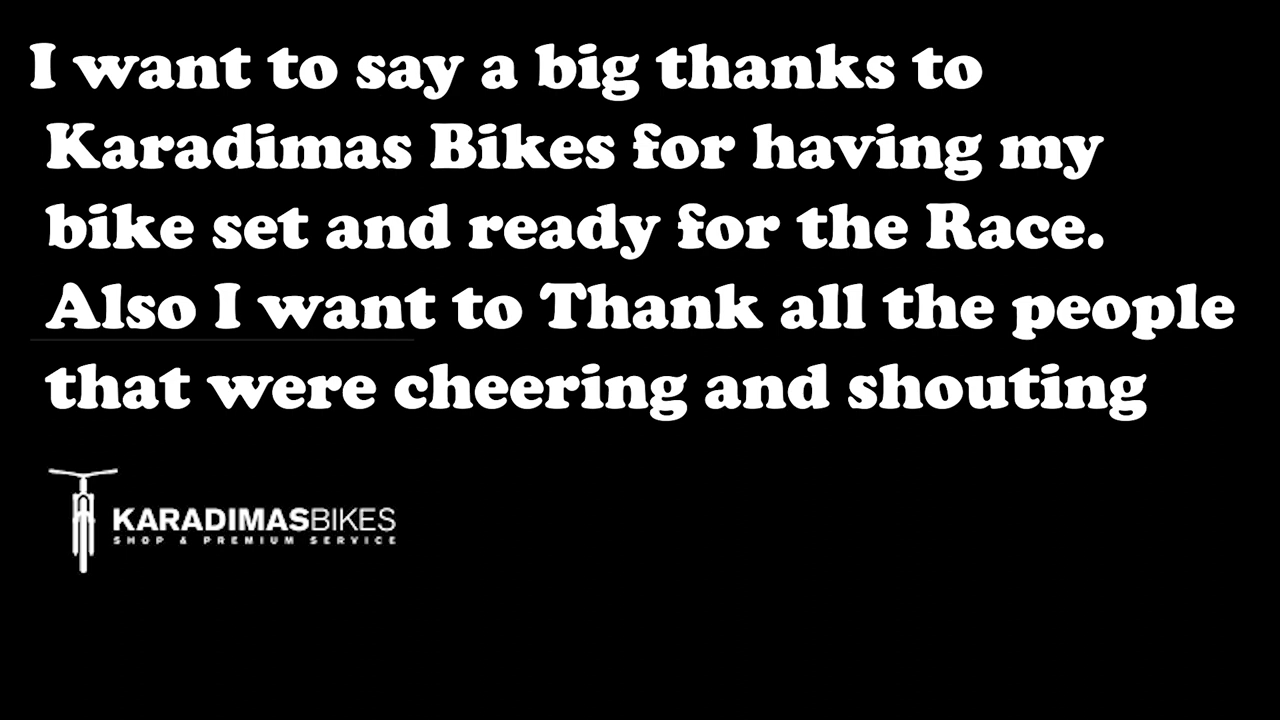 I want to say a big thanks to
Karadimas Bikes for having my
bike set and ready for the Race.
Also I want to Thank all the people
that were cheering and shouting
KARADIMASBIKES
SHOP & PREMIUM SERVICE